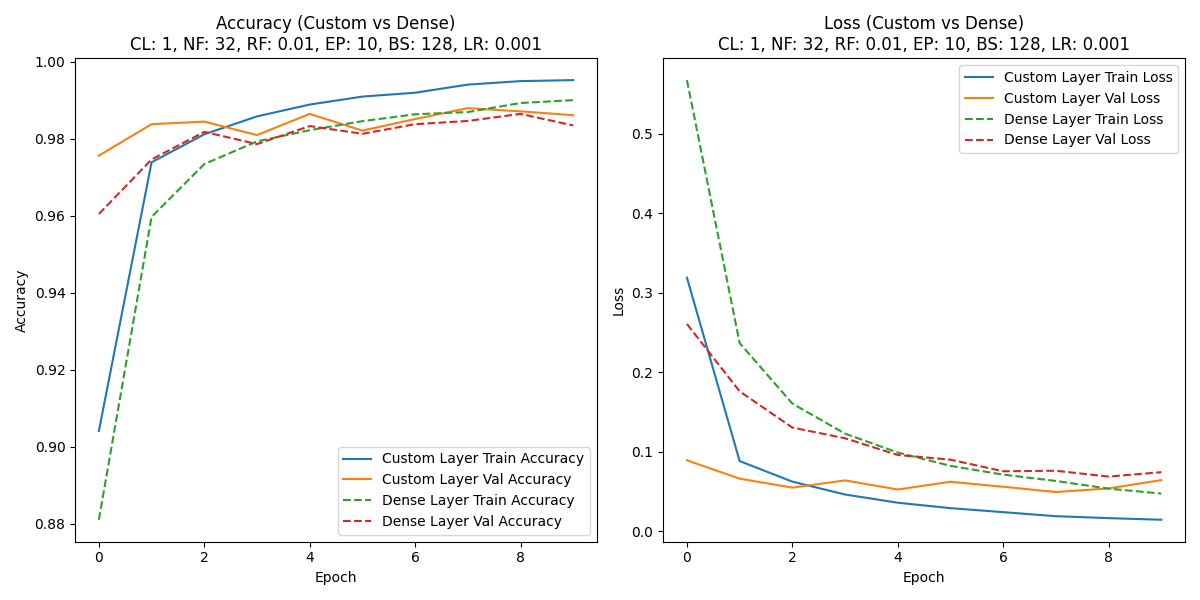 Accuracy (Custom vs Dense)
CL: 1, NF: 32, RF: 0.01, EP: 10, BS: 128, LR: 0.001
1.00
0.98
0.96
0.94
0.92
0.90
0.88
Accuracy
Custom Layer Train Accuracy
Custom Layer Val Accuracy
Dense Layer Train Accuracy
Dense Layer Val Accuracy
0 2 4 6 8
Epoch
Loss (Custom vs Dense)
CL: 1, NF: 32, RF: 0.01, EP: 10, BS: 128, LR: 0.001
Custom Layer Train Loss
Custom Layer Val Loss
Dense Layer Train Loss
Dense Layer Val Loss
0.5
0.4
0.3
0.2
0.1
0.0
Loss
0 2 4 6 8
Epoch